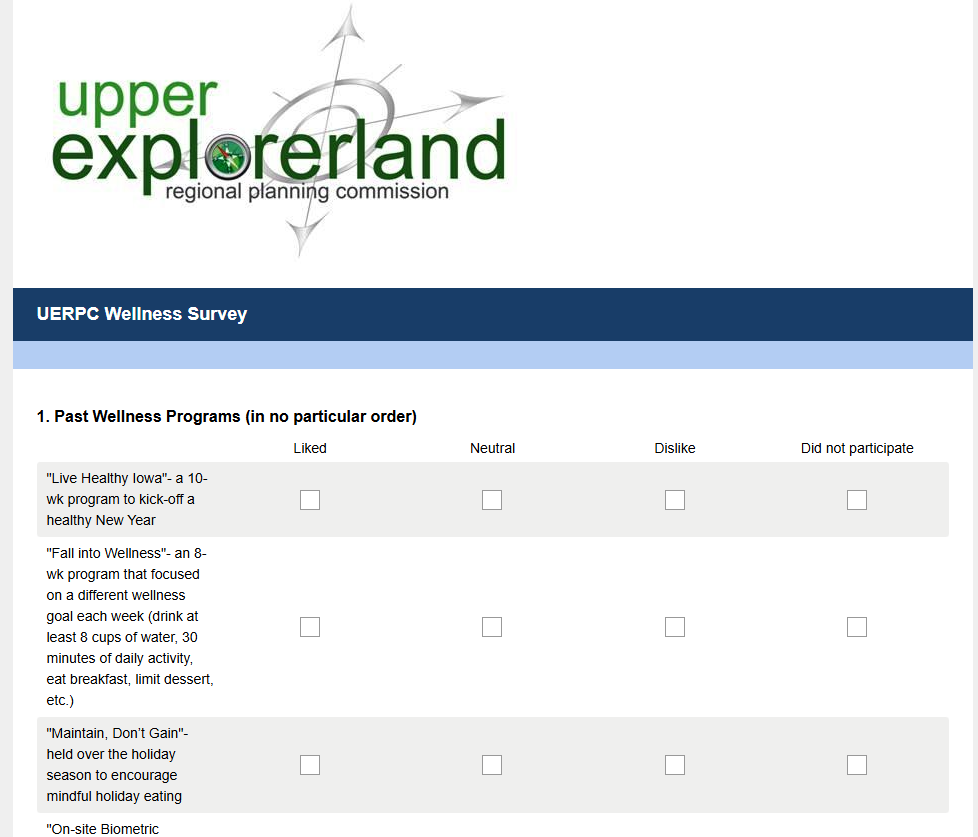 upper
explorerland
regional planning commission
UERPC Wellness Survey
1. Past Wellness Programs (in no particular order)
Liked Neutral Dislike Did not participate
"Live Healthy Iowa"- a 10-
wk program to kick-off a
healthy New Year
"Fall into Wellness"- an 8-
wk program that focused
on a different wellness
goal each week (drink at
least 8 cups of water, 30
minutes of daily activity,
eat breakfast, limit dessert,
etc.)
"Maintain, Don't Gain"-
held over the holiday
season to encourage
mindful holiday eating
"On-site Biometric